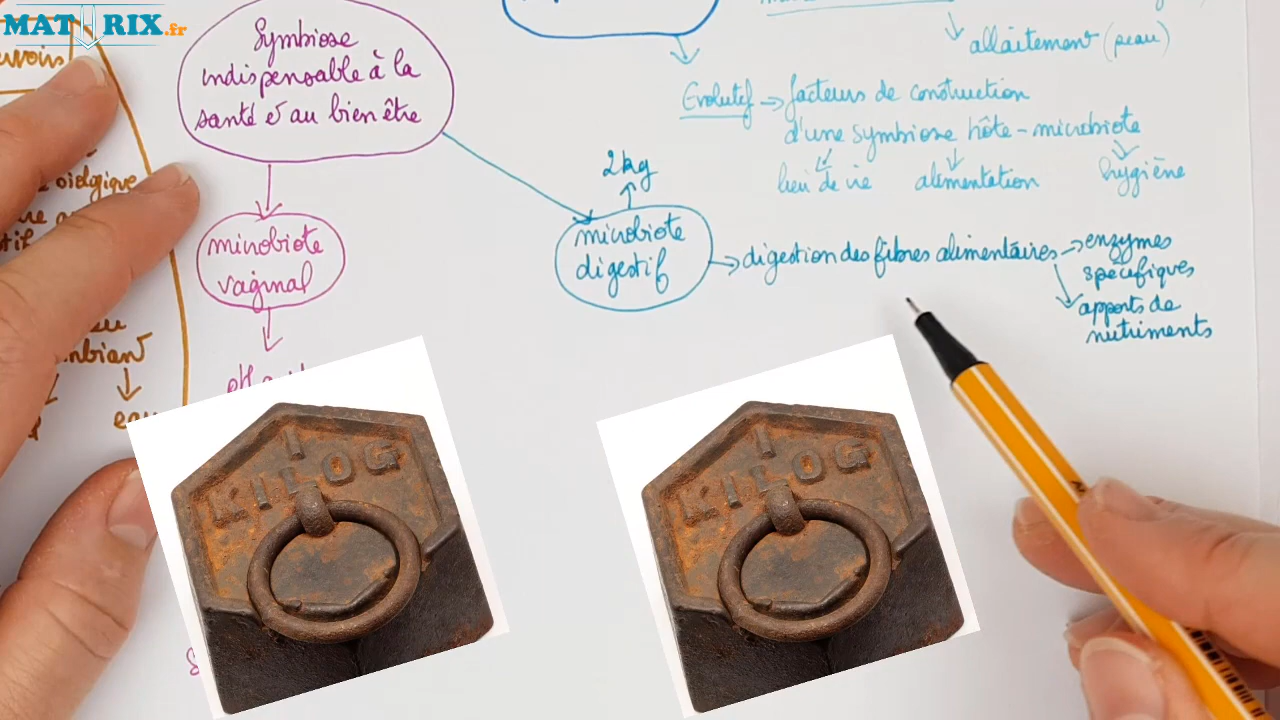 MAT RIX.fr
Symbiose
indispensable à la
santé et au bien être
microbiote
vaginal
allaitement (peau)
Evolutif → facteurs de construction
d'une symbiose hôte - microbiote
lieu de vie alimentation hygiène
2kg
microbiote
digestif
→ digestion des fibres alimentaires → enzymes
spécifiques
apports de
nutriments
1
KILOG
1
KILOG